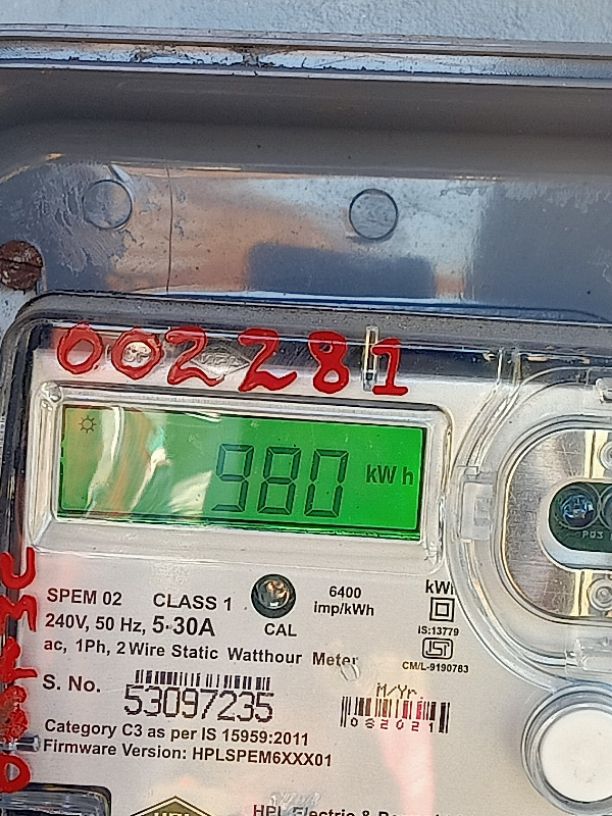 002281
980 kWh
SPEM 02 CLASS 1
240V, 50 Hz, 5-30A
ac, 1Ph, 2 Wire Static Watthour Meter
CAL
6400
imp/kWh
IS:13779
CM/L-9190783
S. No. 53097235
M/Yr
062021
Category C3 as per IS 15959:2011
Firmware Version: HPLSPEM6XXX01
HPL Electric &